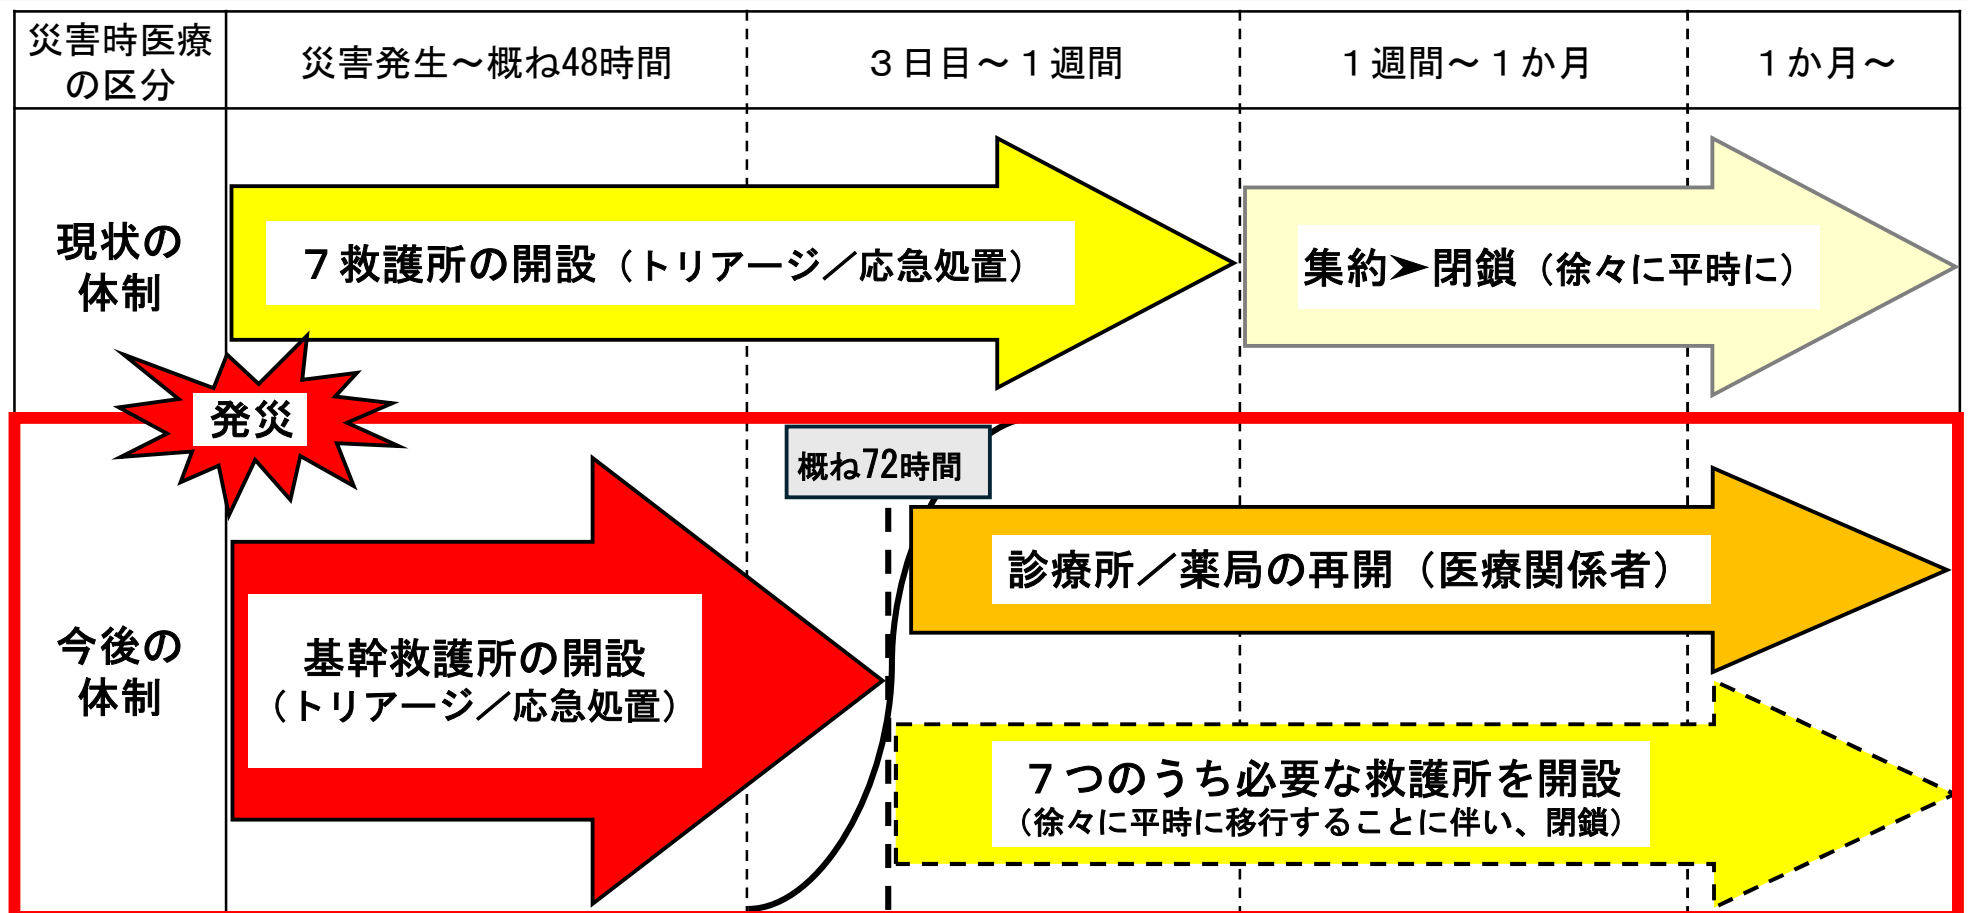 災害時医療
の区分
災害発生～概ね48時間
３日目～１週間
１週間～１か月
１か月～
現状の
体制
７救護所の開設（トリアージ／応急処置）
集約➤閉鎖（徐々に平時に）
発災
概ね72時間
今後の
体制
基幹救護所の開設
（トリアージ／応急処置）
診療所／薬局の再開（医療関係者）
７つのうち必要な救護所を開設
（徐々に平時に移行することに伴い、閉鎖）